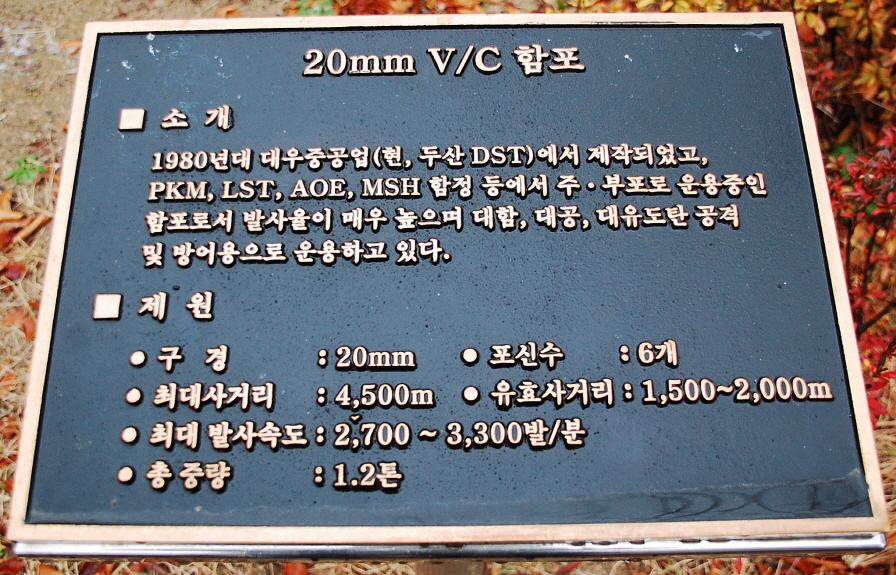 20mm V/C 함포
소 개
1980년대 대우중공업(현, 두산 DST)에서 제작되었고,
PKM, LST, AOE, MSH 함정 등에서 주·부포로 운용중인
함포로서 발사율이 매우 높으며 대함, 대공, 대유도탄 공격
및 방어용으로 운용하고 있다.
제 원
● 구 경 : 20mm ● 포신수 : 6개
● 최대사거리 : 4,500m ● 유효사거리 : 1,500~2,000m
● 최대 발사속도 : 2,700 ~ 3,300발/분
● 총 중량 : 1.2톤